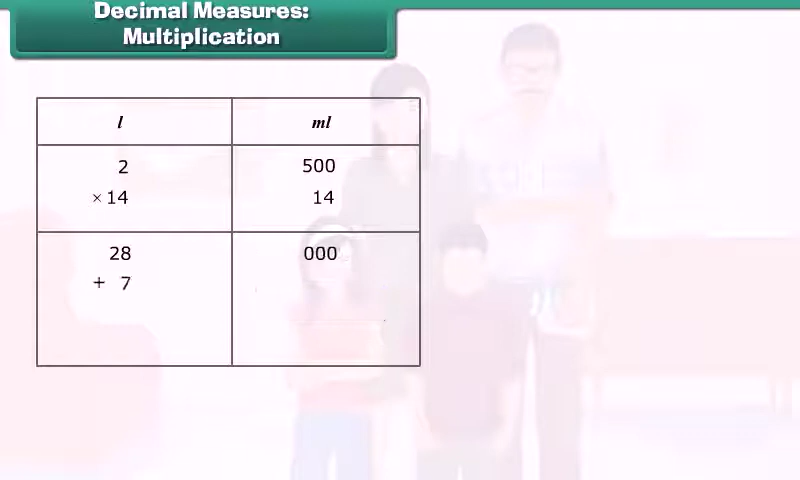 Decimal Measures:
Multiplication
l ml
2 500
×14 14
28 000
+ 7